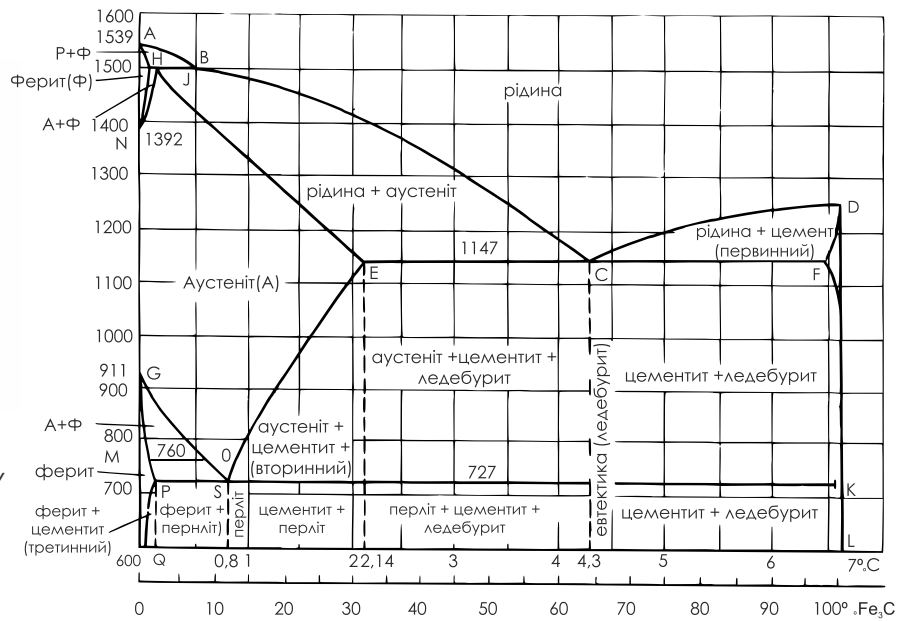 1600
A
1539
Р+Ф
H
B
1500
J
Ферит(Ф)
рідина
А+Ф
1400
N
1392
1300
рідина + аустеніт
1200
D
рідина + цемент
(первинний)
1147
E
C
F
1100
Аустеніт(А)
1000
911
G
аустеніт +цементит +
ледебурит
евтектика (ледебурит)
цементит +ледебурит
900
А+Ф
800
M
760
0
аустеніт +
цементит +
(вторинний)
727
ферит
700
P
S
K
ферит +
цементит
(третинний)
(ферит +
пернліт)
перліт
цементит +
перліт
перліт + цементит +
ледебурит
цементит + ледебурит
L
600
Q
0,8
1
2
2,14
3
4
4,3
5
6
7°.C
0
10
20
30
40
50
60
70
80
90
100° .Fe3C